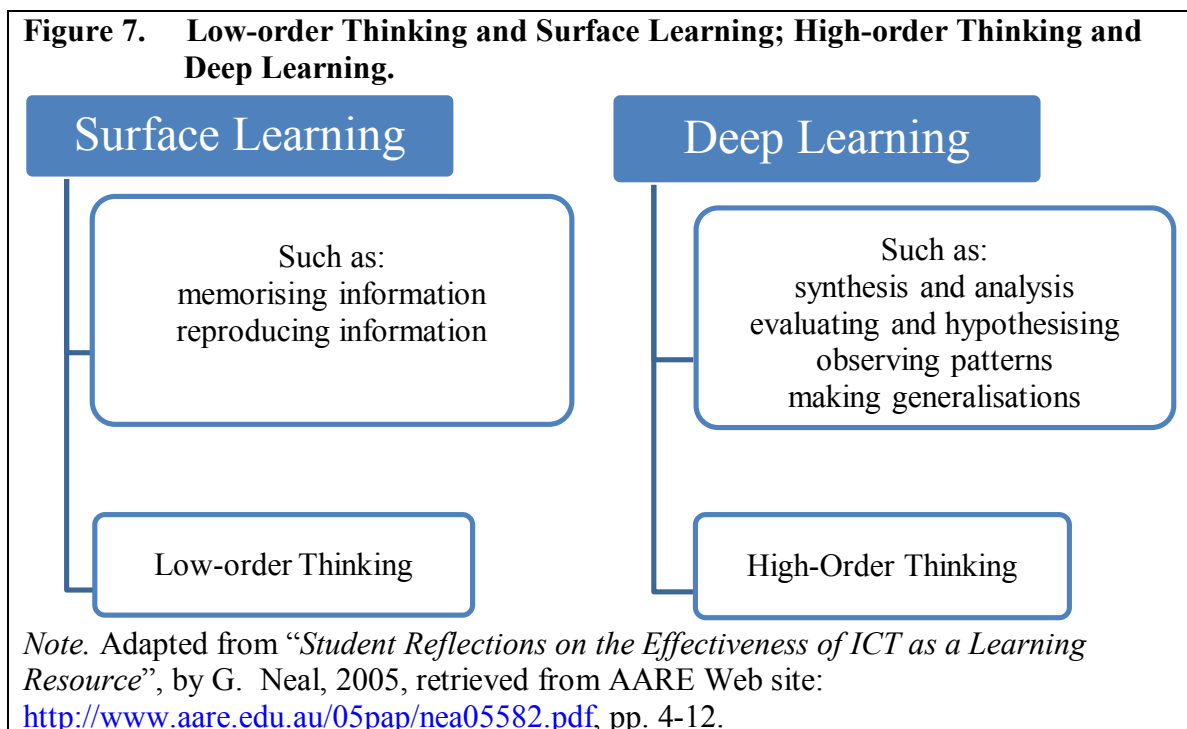 Figure 7. Low-order Thinking and Surface Learning; High-order Thinking and
Deep Learning.
Surface Learning
Such as:
memorising information
reproducing information
Low-order Thinking
Deep Learning
Such as:
synthesis and analysis
evaluating and hypothesising
observing patterns
making generalisations
High-Order Thinking
Note. Adapted from “Student Reflections on the Effectiveness of ICT as a Learning
Resource”, by G. Neal, 2005, retrieved from AARE Web site:
http://www.aare.edu.au/05pap/nea05582.pdf, pp. 4-12.